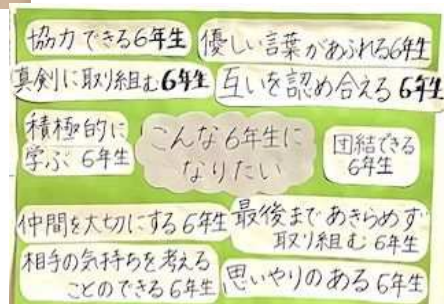 協力できる6年生
優しい言葉があふれる6年生
真剣に取り組む6年生
互いを認め合える6年生
積極的に
学ぶ6年生
こんな6年生に
なりたい
団結できる
6年生
仲間を大切にする6年生
最後まであきらめず
取り組む6年生
相手の気持ちを考える
ことのできる6年生
思いやりのある6年生